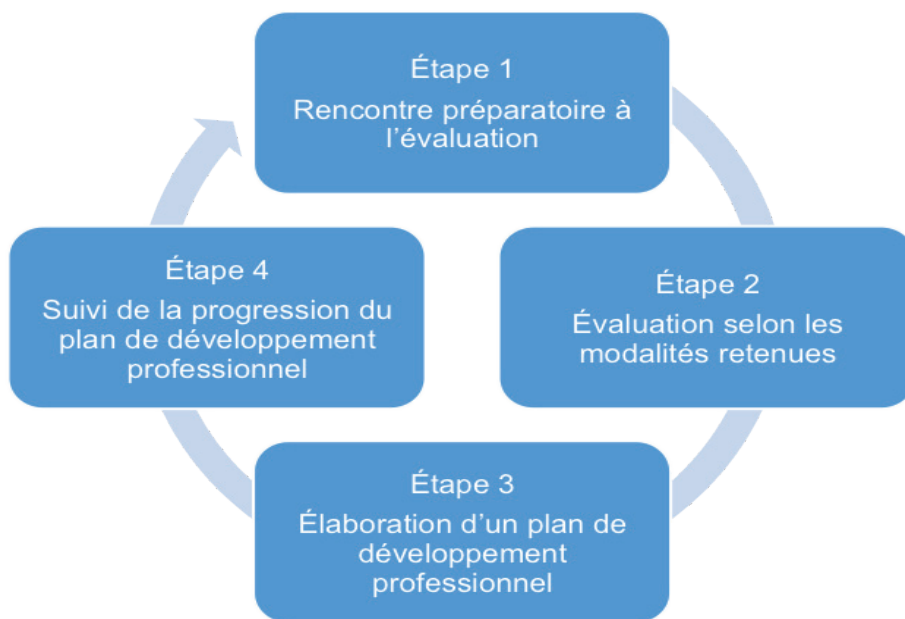 Étape 1
Rencontre préparatoire à
l'évaluation
Étape 2
Évaluation selon les
modalités retenues
Étape 3
Élaboration d'un plan de
développement
professionnel
Étape 4
Suivi de la progression du
plan de développement
professionnel